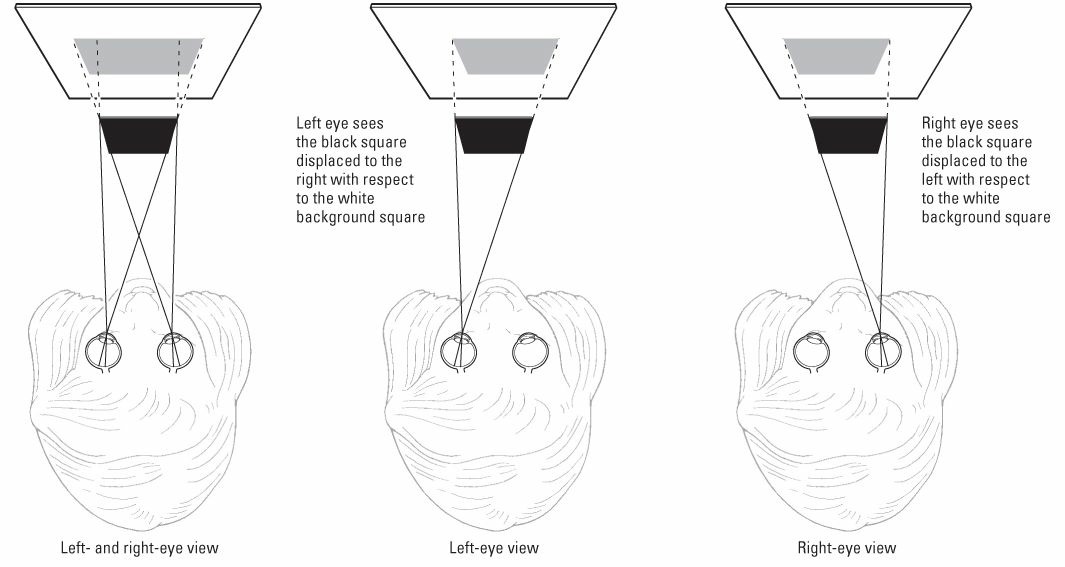 Left eye sees
the black square
displaced to the
right with respect
to the white
background square
Right eye sees
the black square
displaced to the
left with respect
to the white
background square
Left- and right-eye view
Left-eye view
Right-eye view